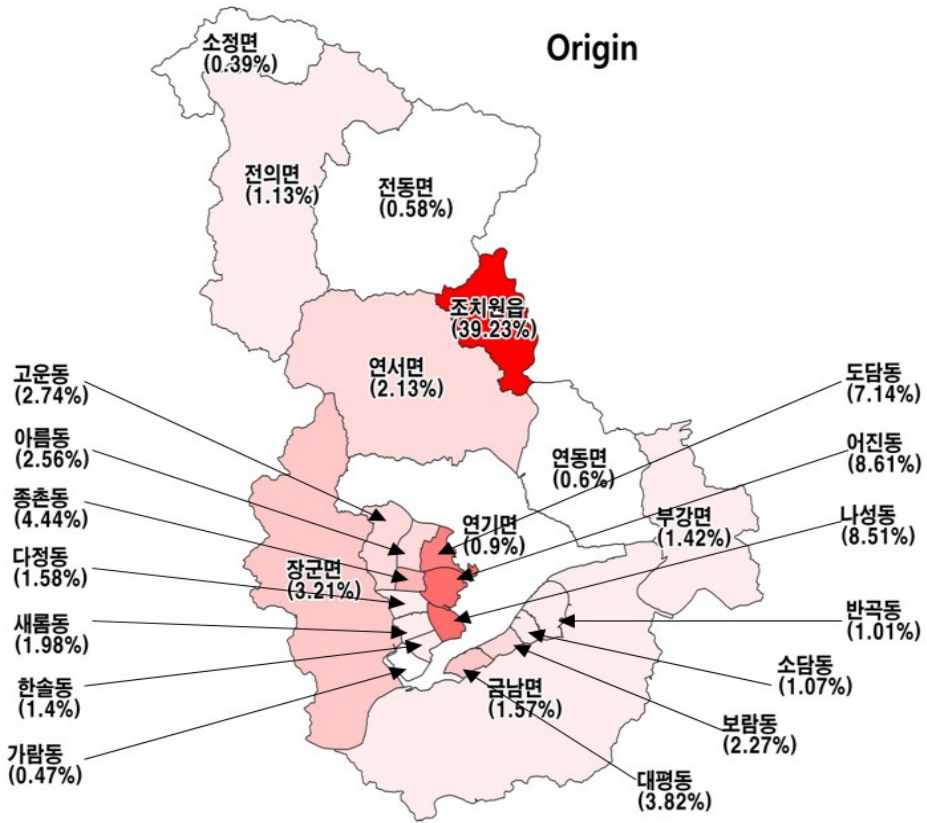 Origin
소정면
(0.39%)
전의면
(1.13%)
전동면
(0.58%)
조치원읍
(39.23%)
연서면
(2.13%)
고운동
(2.74%)
아름동
(2.56%)
종촌동
(4.44%)
다정동
(1.58%)
새롬동
(1.98%)
한솔동
(1.4%)
가람동
(0.47%)
장군면
(3.21%)
연기면
(0.9%)
연동면
(0.6%)
부강면
(1.42%)
금남면
(1.57%)
도담동
(7.14%)
어진동
(8.61%)
나성동
(8.51%)
반곡동
(1.01%)
소담동
(1.07%)
보람동
(2.27%)
대평동
(3.82%)